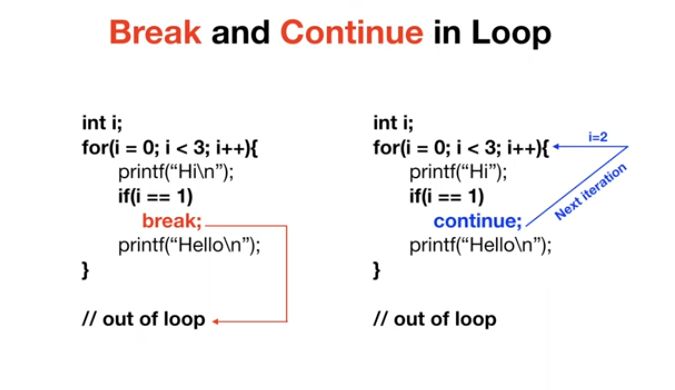 Break and Continue in Loop
int i;
for(i = 0; i < 3; i++){
printf(“Hi\n”);
if(i == 1)
break;
printf(“Hello\n”);
}
// out of loop
int i;
for(i = 0; i < 3; i++){
printf(“Hi”);
if(i == 1)
continue;
printf(“Hello\n”);
}
// out of loop
i=2
Next iteration